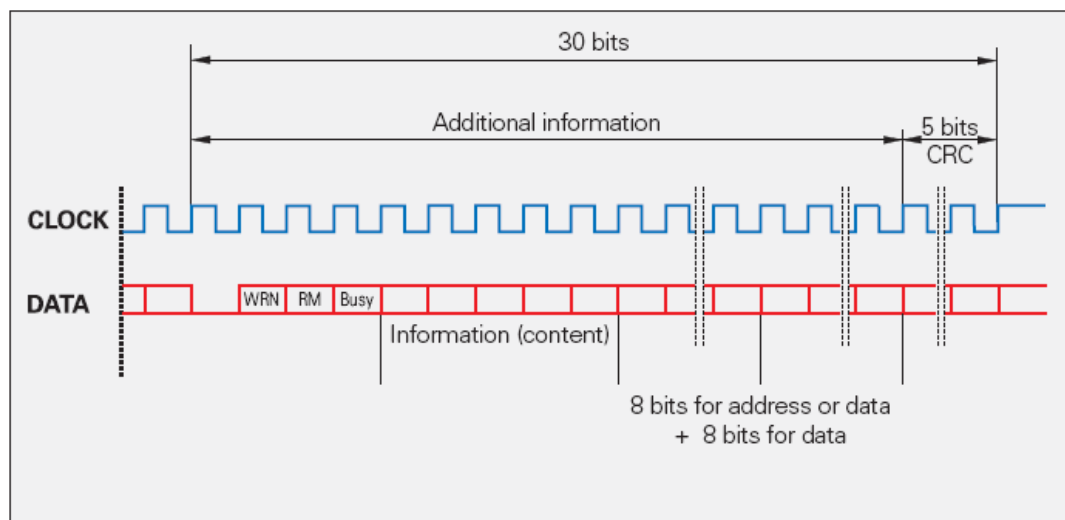 30 bits
Additional information
5 bits
CRC
CLOCK
DATA
WRN
RM
Busy
Information (content)
8 bits for address or data
+ 8 bits for data